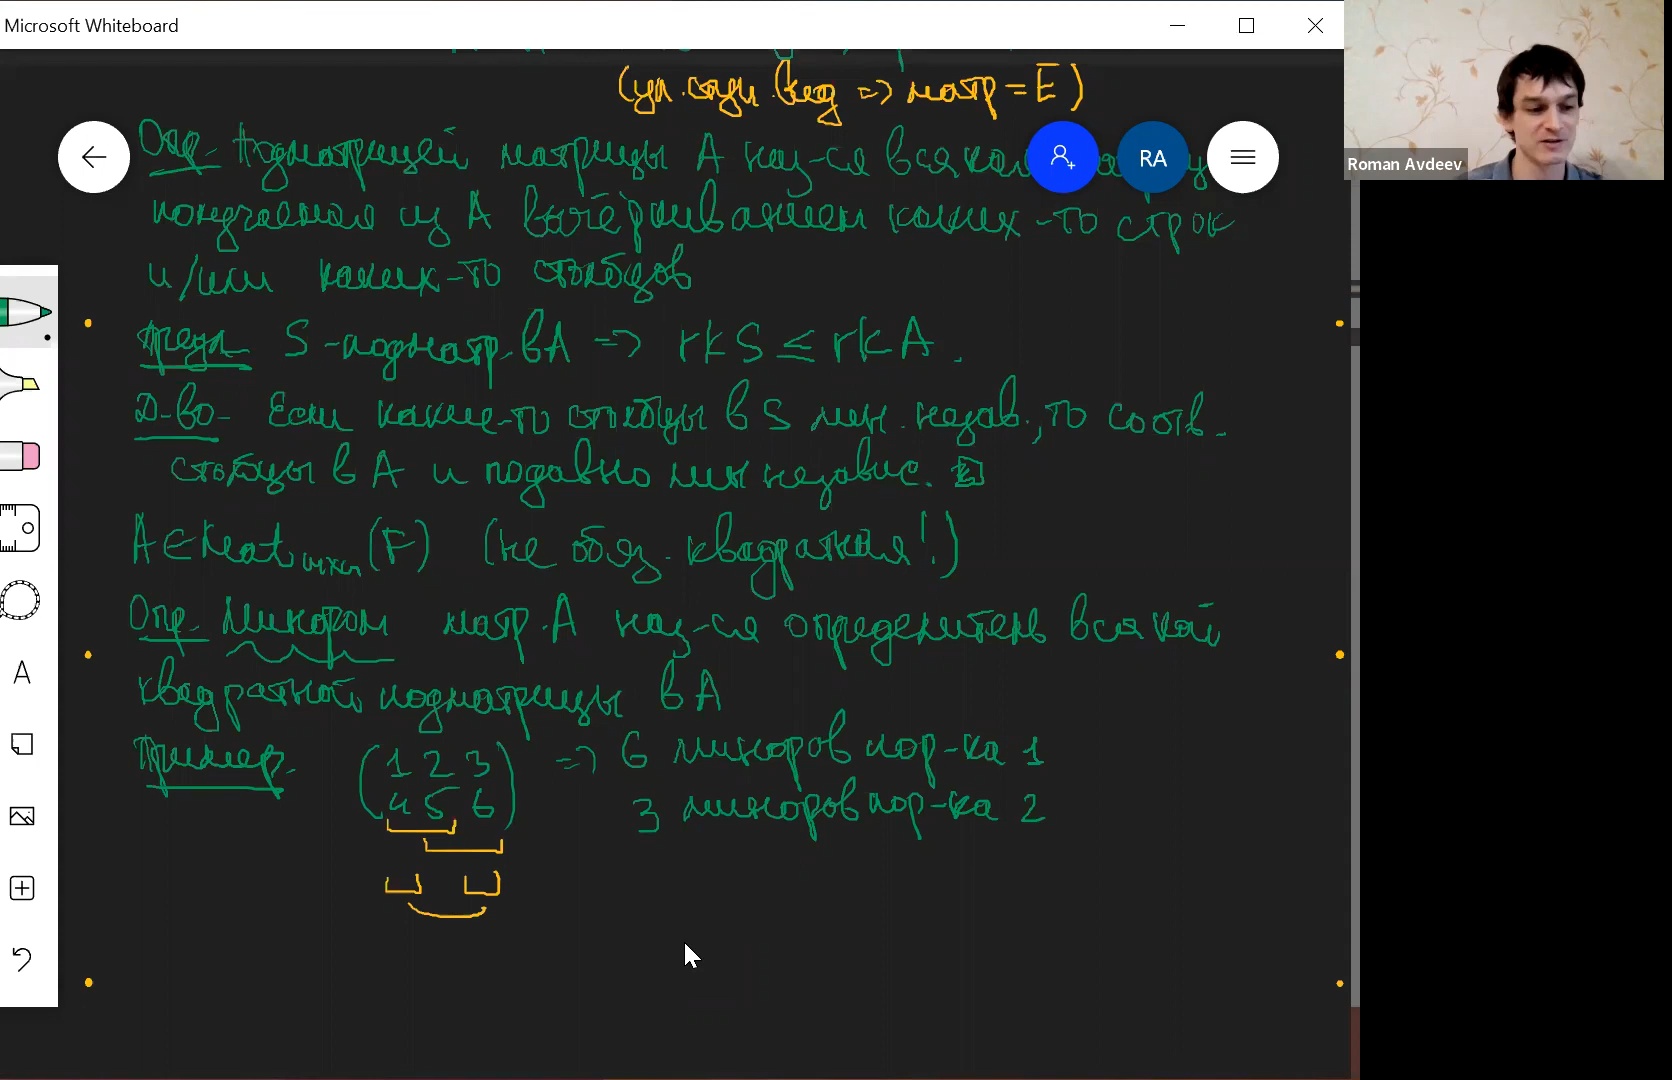 Microsoft Whiteboard
(ул. ступ. вид => матр = E)
Опр. Подматрицей матрицы A наз-ся всякая
RA
Roman Avdeev
получаемая из A вычёркиванием каких-то строк
и/или каких-то столбцов
Предл. S - подматр. в A => rk S ≤ rk A.
Д-во. Если какие-то столбцы в S лин. незав., то соотв.
столбцы в A и подавно лин независ.
A ∈ Mat m×n (F) (не обяз. квадратная!)
Опр. Минором матр. A наз-ся определитель всякой
квадратной подматрицы в A
Пример. (1 2 3 => 6 миноров пор-ка 1
4 5 6) 3 миноров пор-ка 2
A